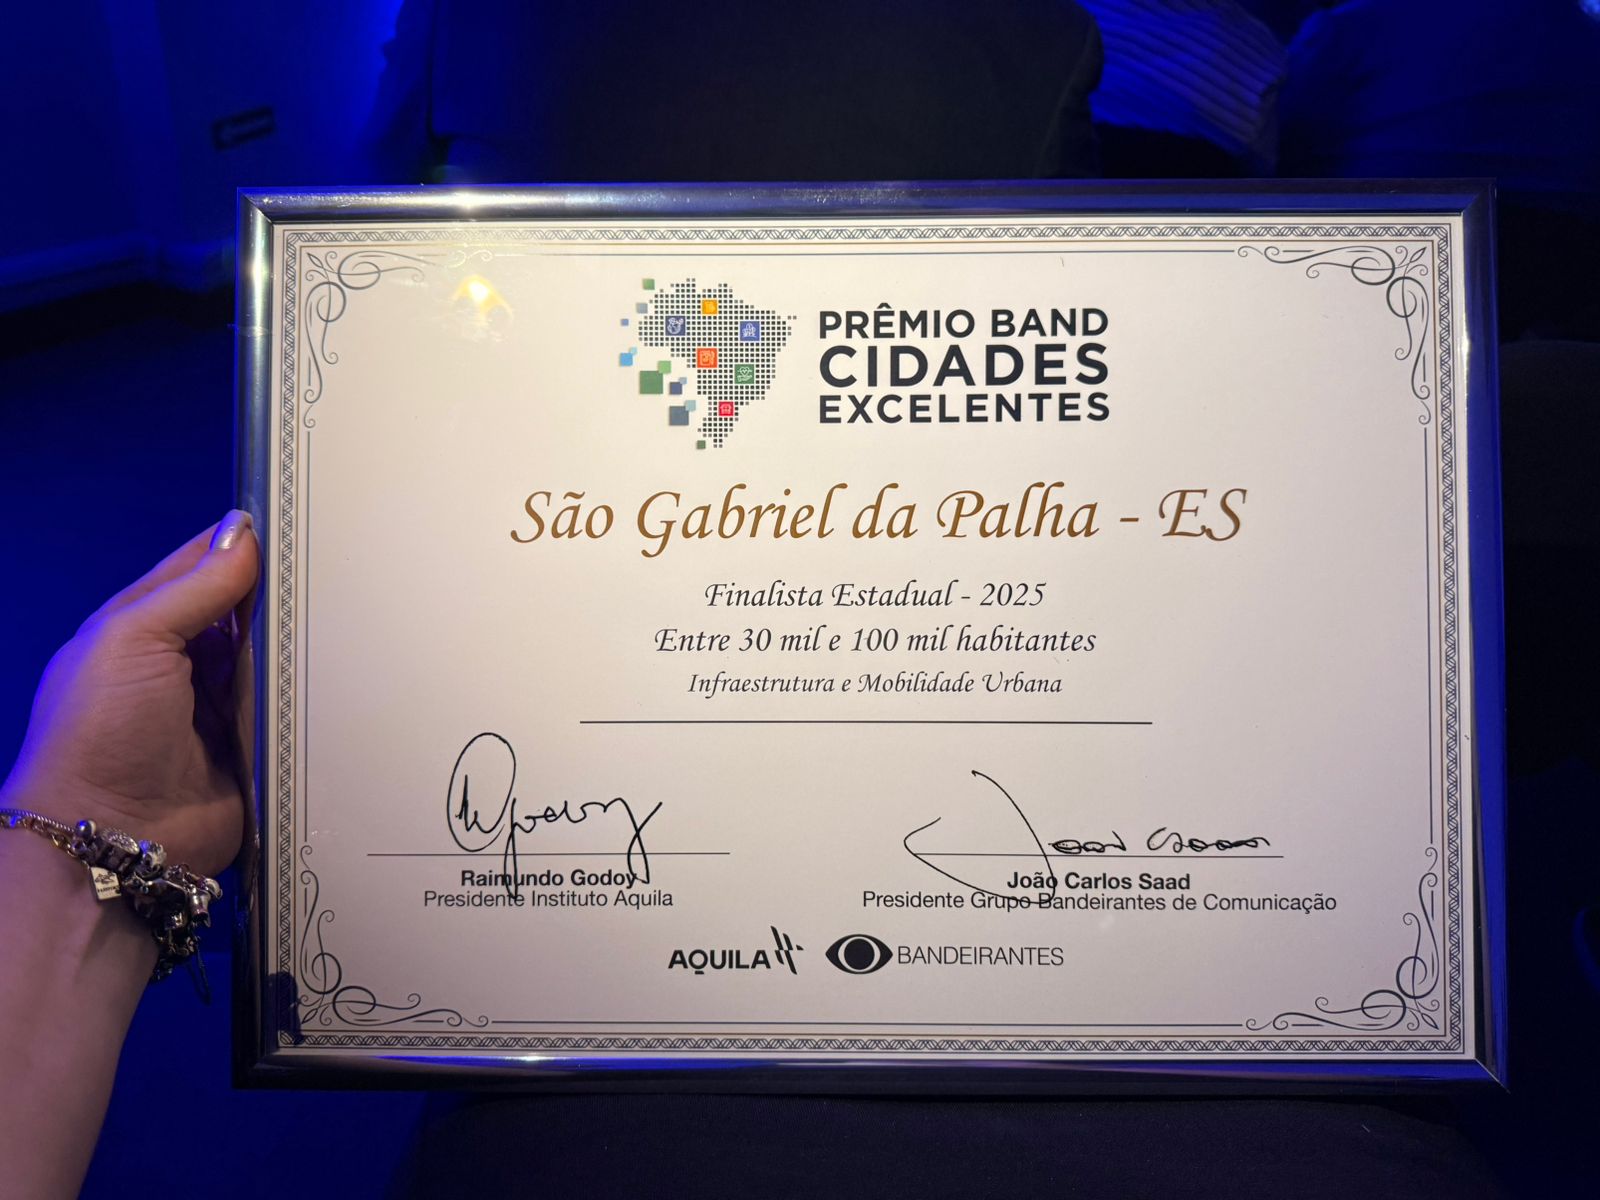 PRÊMIO BAND
CIDADES
EXCELENTES
São Gabriel da Palha - ES
Finalista Estadual - 2025
Entre 30 mil e 100 mil habitantes
Infraestrutura e Mobilidade Urbana
Raimundo Godoy
Presidente Instituto Aquila
João Carlos Saad
Presidente Grupo Bandeirantes de Comunicação
AQUILA
BANDEIRANTES